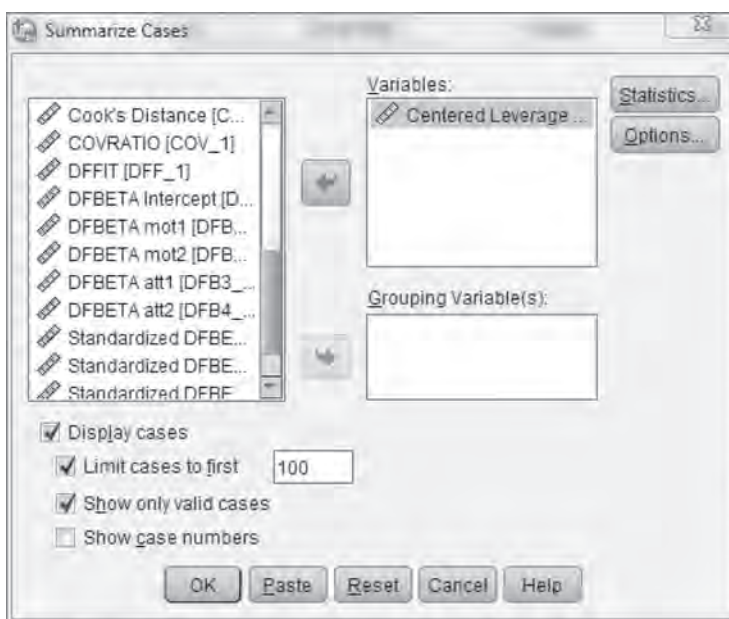 Summarize Cases
Cook's Distance [C...
COVRATIO [COV_1]
DFFIT [DFF_1]
DFBETA Intercept [D...
DFBETA mot1 [DFB...
DFBETA mot2 [DFB...
DFBETA att1 [DFB3_...
DFBETA att2 [DFB4_...
Standardized DFBE...
Standardized DFBE...
Standardized DFBE
Variables:
Centered Leverage ...
Grouping Variable(s):
Statistics...
Options...
Display cases
Limit cases to first 100
Show only valid cases
Show case numbers
OK Paste Reset Cancel Help